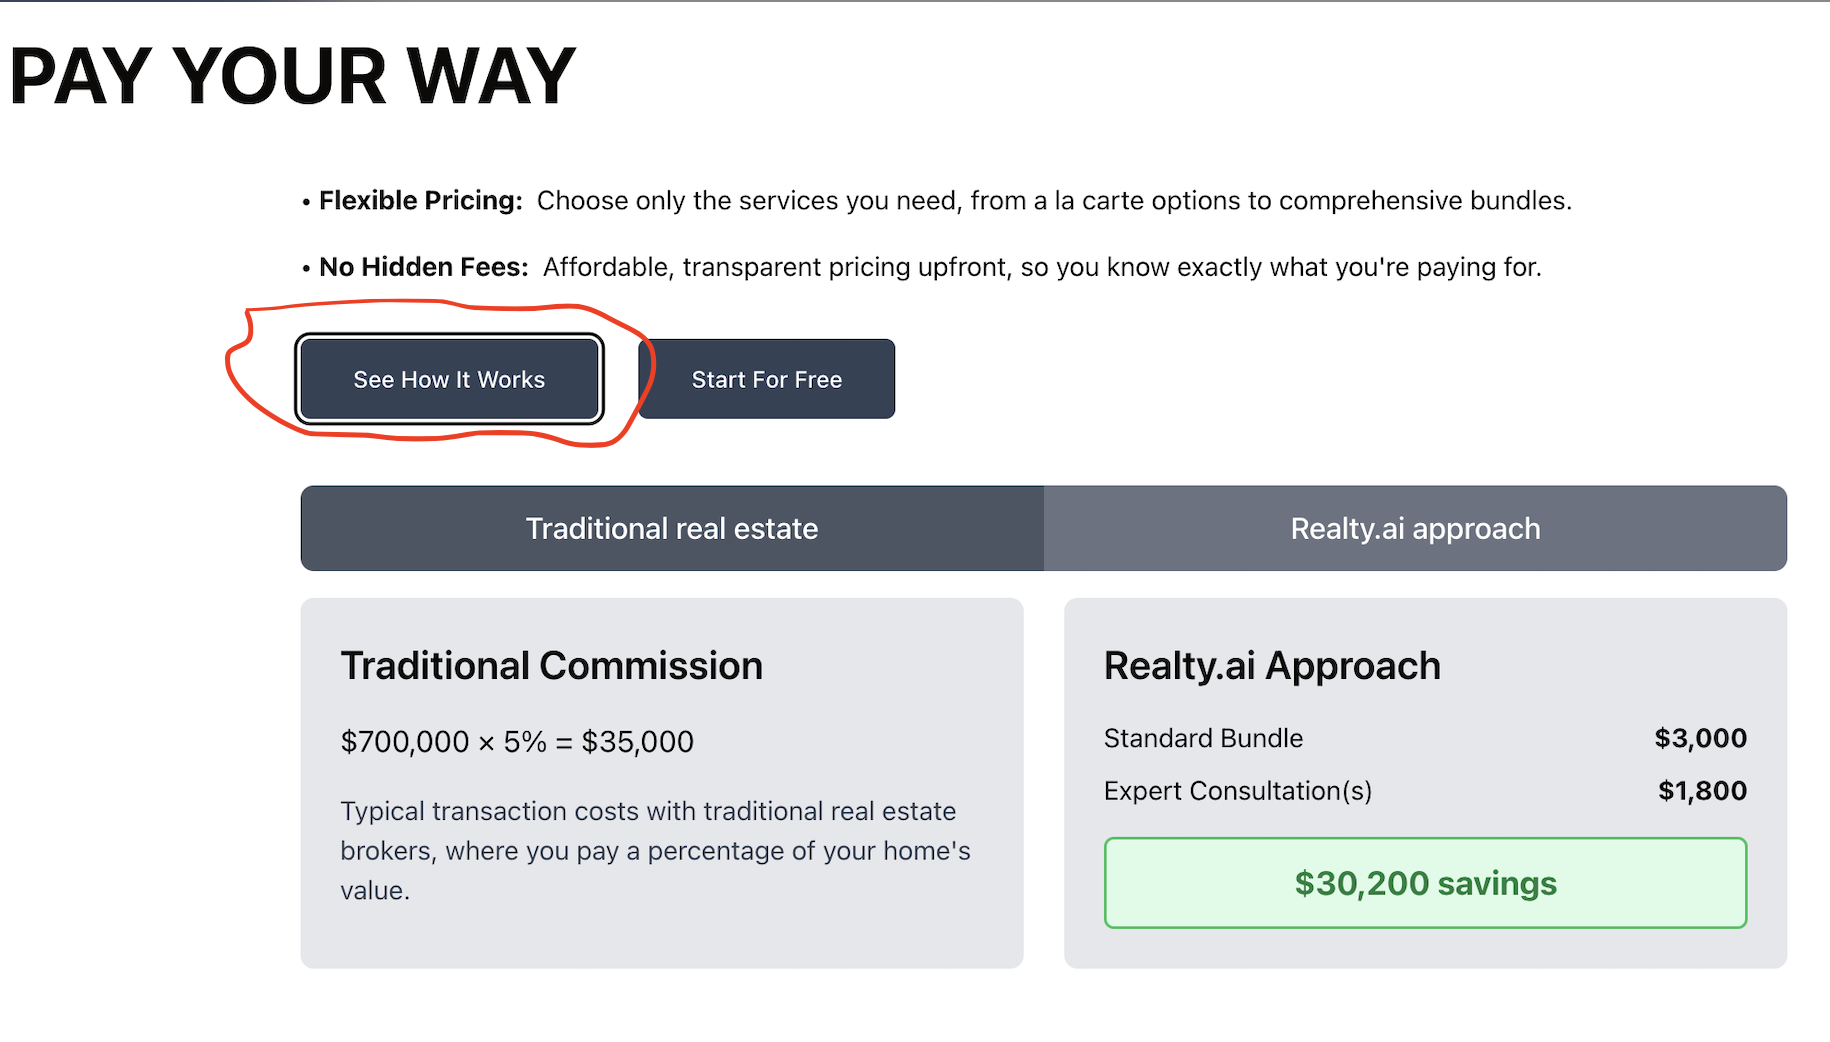 PAY YOUR WAY
• Flexible Pricing: Choose only the services you need, from a la carte options to comprehensive bundles.
• No Hidden Fees: Affordable, transparent pricing upfront, so you know exactly what you're paying for.
See How It Works
Start For Free
Traditional real estate
Realty.ai approach
Traditional Commission
$700,000 × 5% = $35,000
Typical transaction costs with traditional real estate
brokers, where you pay a percentage of your home's
value.
Realty.ai Approach
Standard Bundle $3,000
Expert Consultation(s) $1,800
$30,200 savings